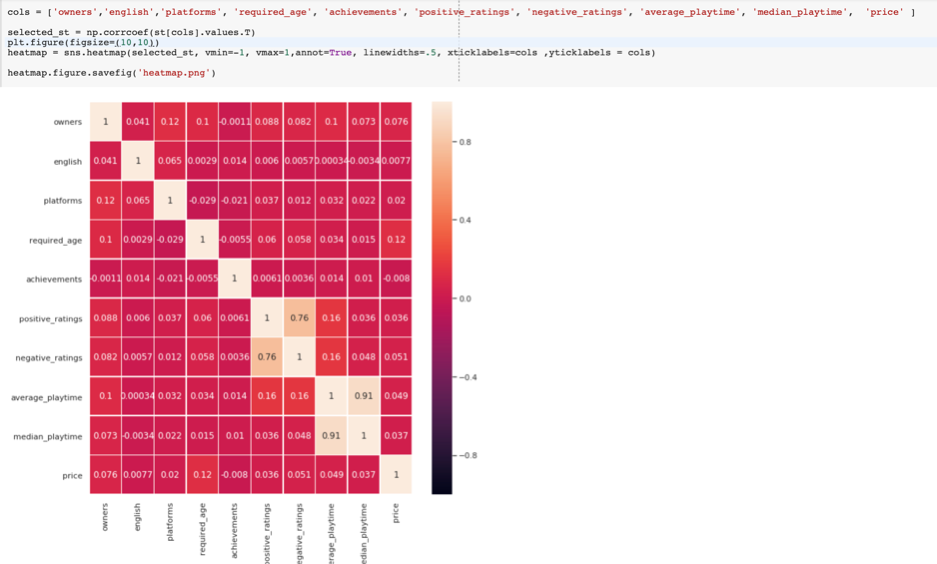 cols = ['owners','english','platforms', 'required_age', 'achievements', 'positive_ratings', 'negative_ratings', 'average_playtime', 'median_playtime',  'price' ]
selected_st = np.corrcoef(st[cols].values.T)
plt.figure(figsize=(10,10))
heatmap = sns.heatmap(selected_st, vmin=-1, vmax=1,annot=True, linewidths=.5, xticklabels=cols ,yticklabels = cols)
heatmap.figure.savefig('heatmap.png')
owners 1 0.041 0.12 0.1 -0.0011 0.088 0.082 0.1 0.073 0.076
english 0.041 1 0.065 0.0029 0.014 0.006 0.0057 0.00034 -0.0034 0.0077
platforms 0.12 0.065 1 -0.029 -0.021 0.037 0.012 0.032 0.022 0.02
required_age 0.1 0.0029 -0.029 1 -0.0055 0.06 0.058 0.034 0.015 0.12
achievements -0.0011 0.014 -0.021 -0.0055 1 0.0061 0.0036 0.014 0.01 -0.008
positive_ratings 0.088 0.006 0.037 0.06 0.0061 1 0.76 0.16 0.036 0.036
negative_ratings 0.082 0.0057 0.012 0.058 0.0036 0.76 1 0.16 0.048 0.051
average_playtime 0.1 0.00034 0.032 0.034 0.014 0.16 0.16 1 0.91 0.049
median_playtime 0.073 -0.0034 0.022 0.015 0.01 0.036 0.048 0.91 1 0.037
price 0.076 0.0077 0.02 0.12 -0.008 0.036 0.051 0.049 0.037 1
owners
english
platforms
required_age
achievements
ositive_ratings
egative_ratings
erage_playtime
edian_playtime
price
0.8
0.4
0.0
-0.4
-0.8